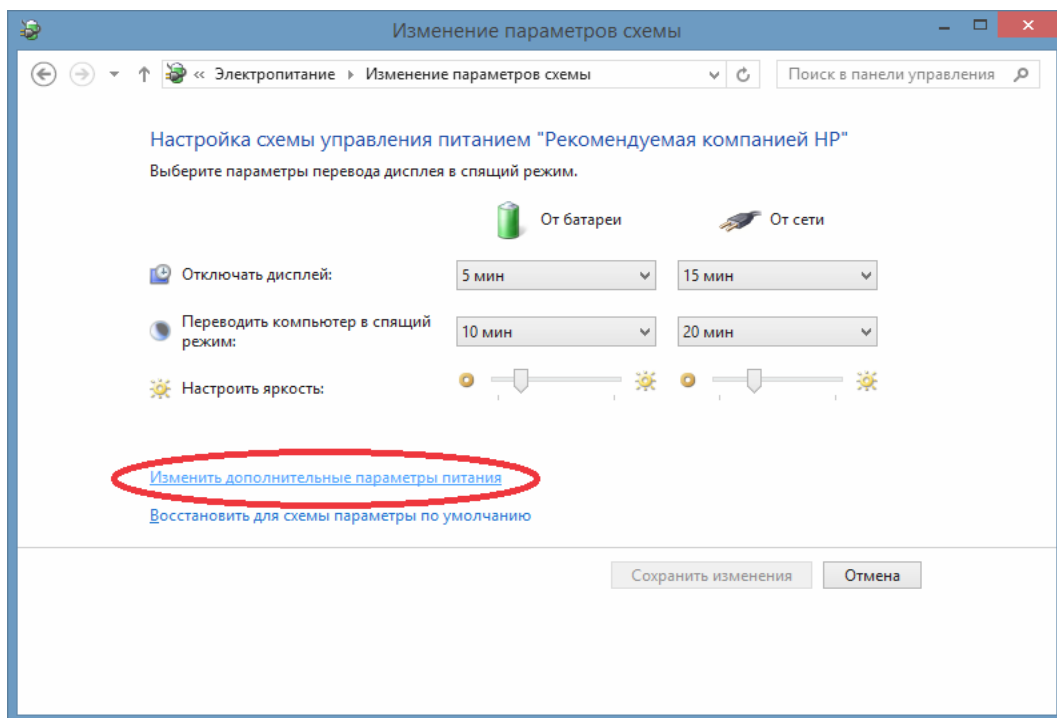 Изменение параметров схемы
« Электропитание Изменение параметров схемы
Поиск в панели управления
Настройка схемы управления питанием "Рекомендуемая компанией HP"
Выберите параметры перевода дисплея в спящий режим.
От батареи
От сети
Отключать дисплей:
5 мин
15 мин
Переводить компьютер в спящий
режим:
10 мин
20 мин
Настроить яркость:
Изменить дополнительные параметры питания
Восстановить для схемы параметры по умолчанию
Сохранить изменения
Отмена